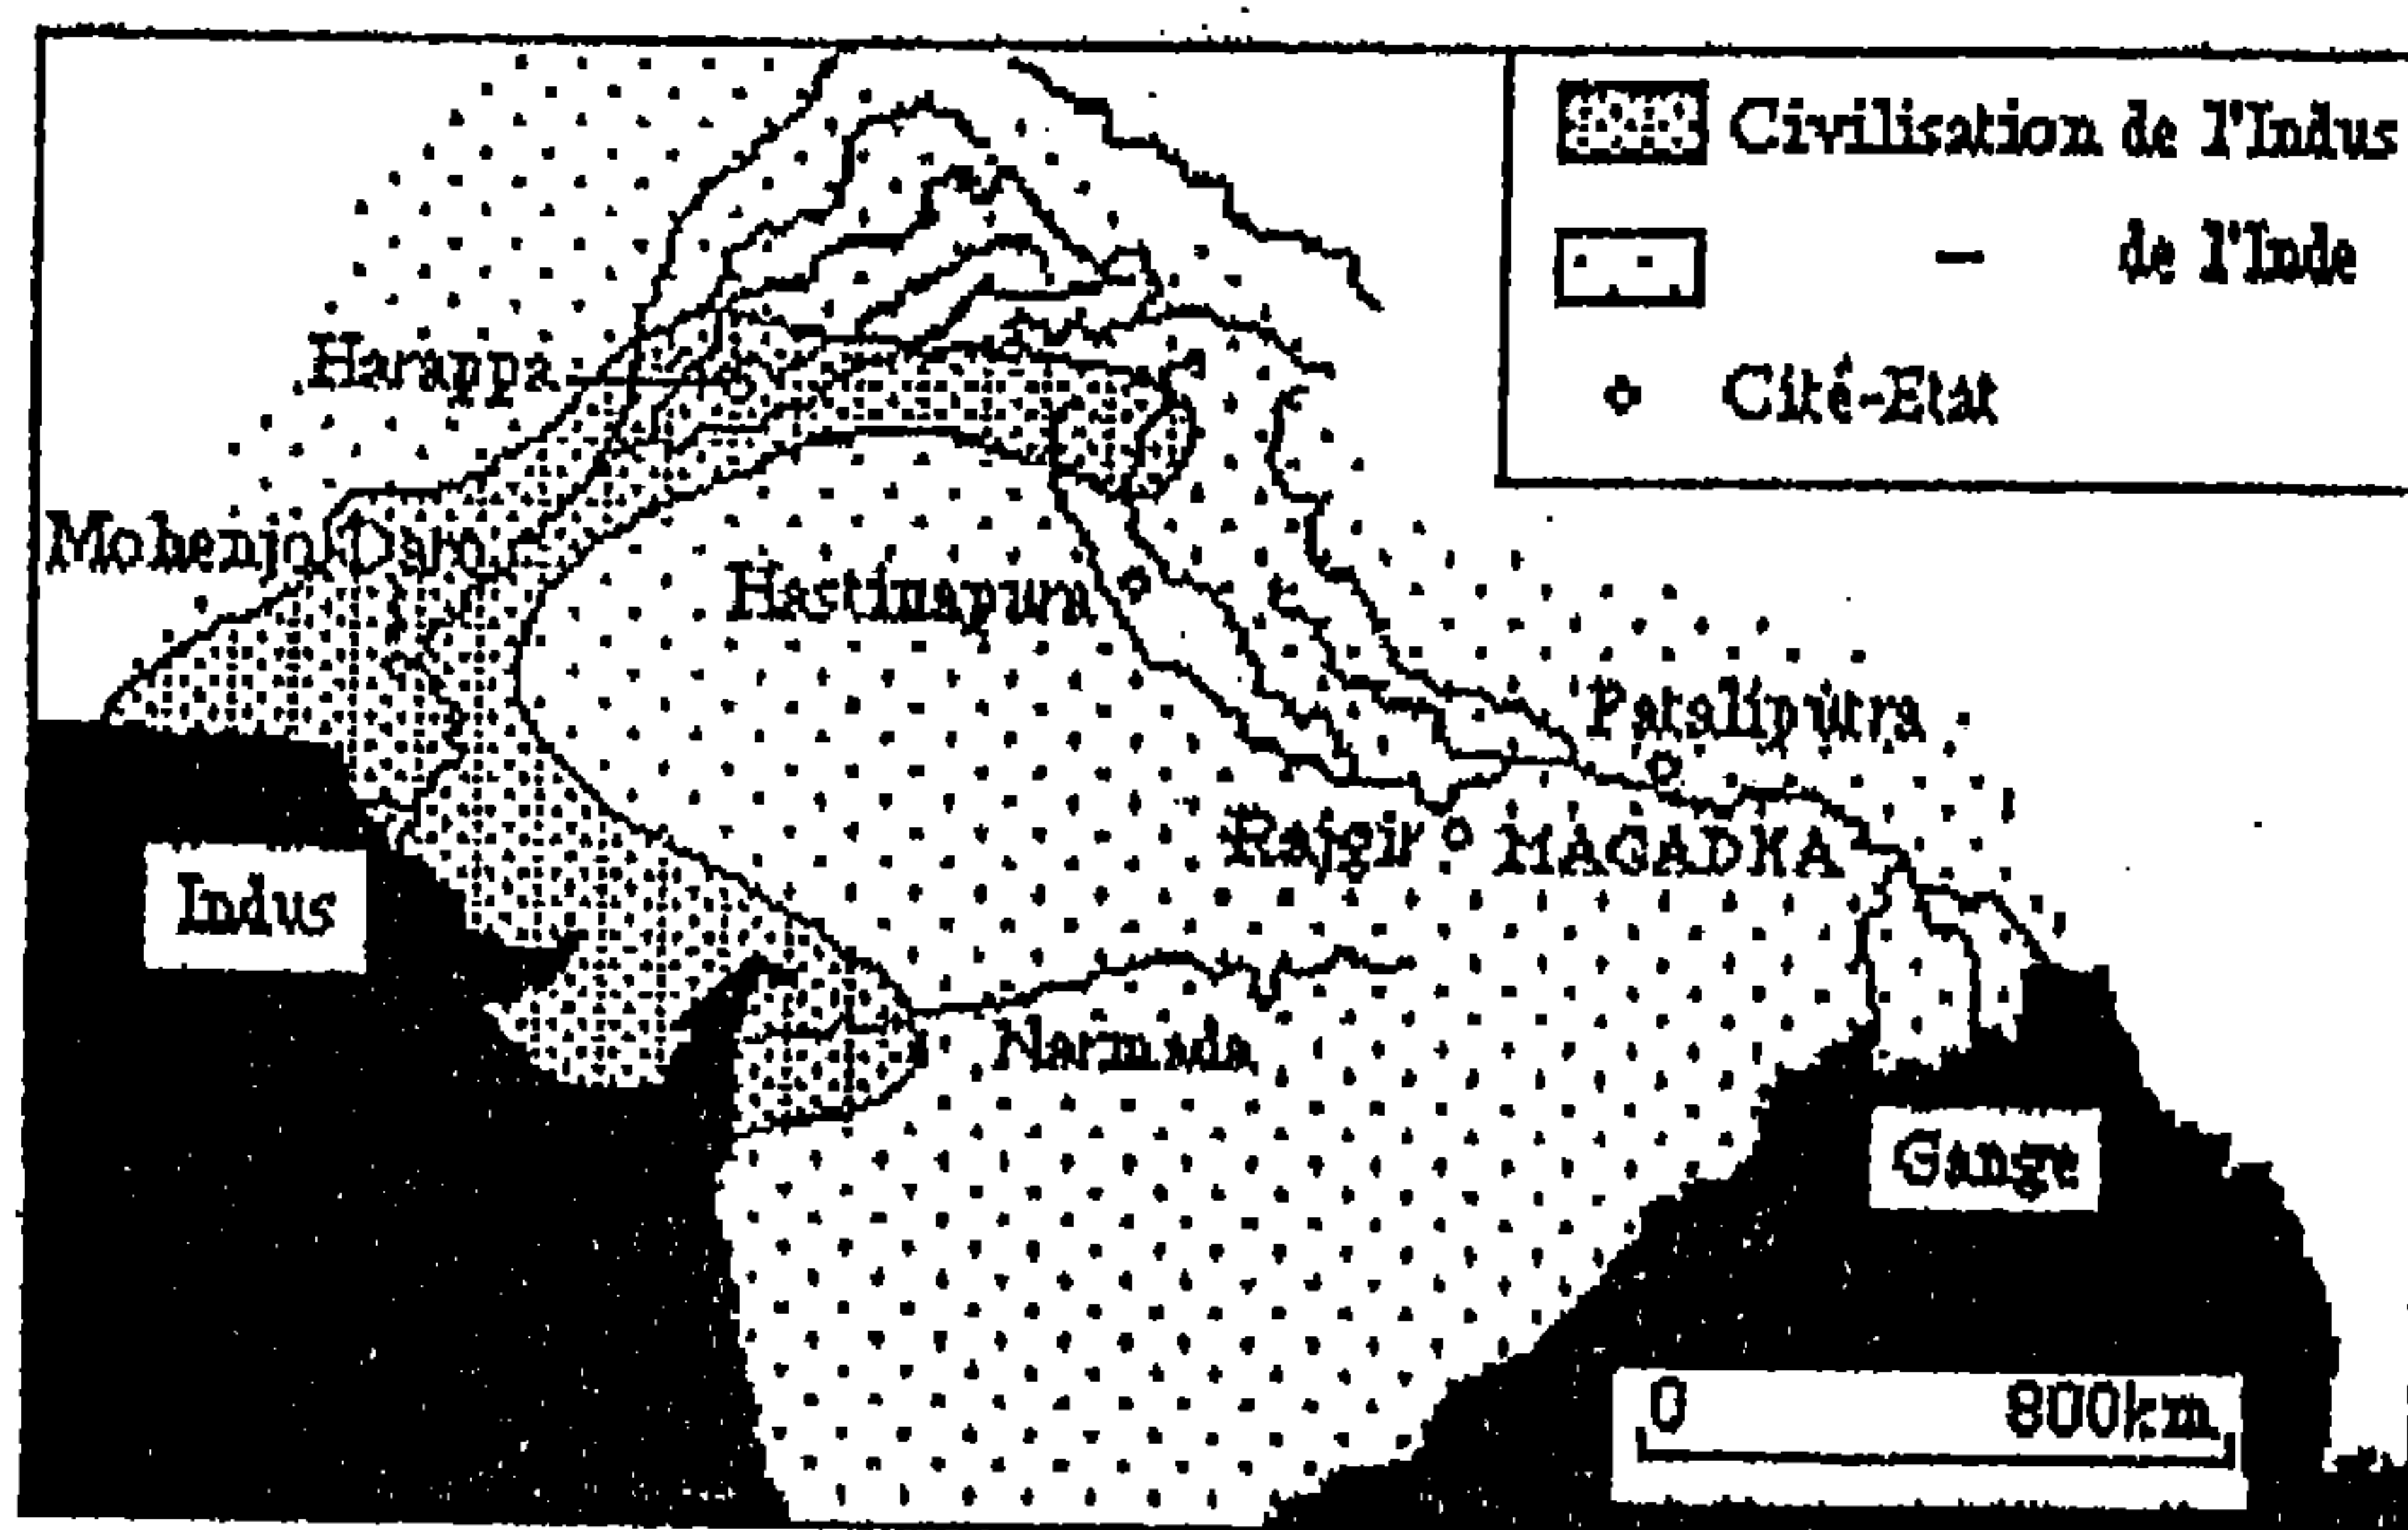 Civilisation de l'Indus
— de l'Inde
Cité-Etat
Harappa
Mohenjo Daro
Hastinapura
Pataliputra
Rajgir
MAGADHA
Indus
Narmada
Gange
0 800km